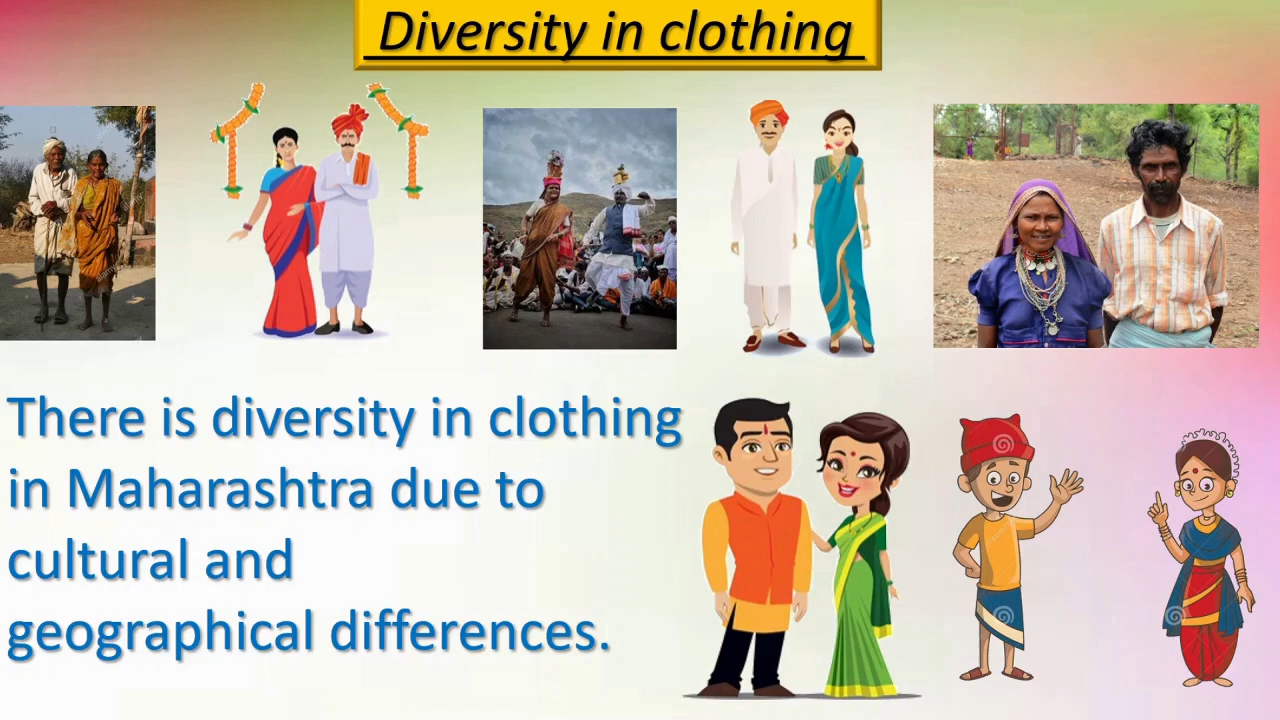 Diversity in clothing
There is diversity in clothing
in Maharashtra due to
cultural and
geographical differences.